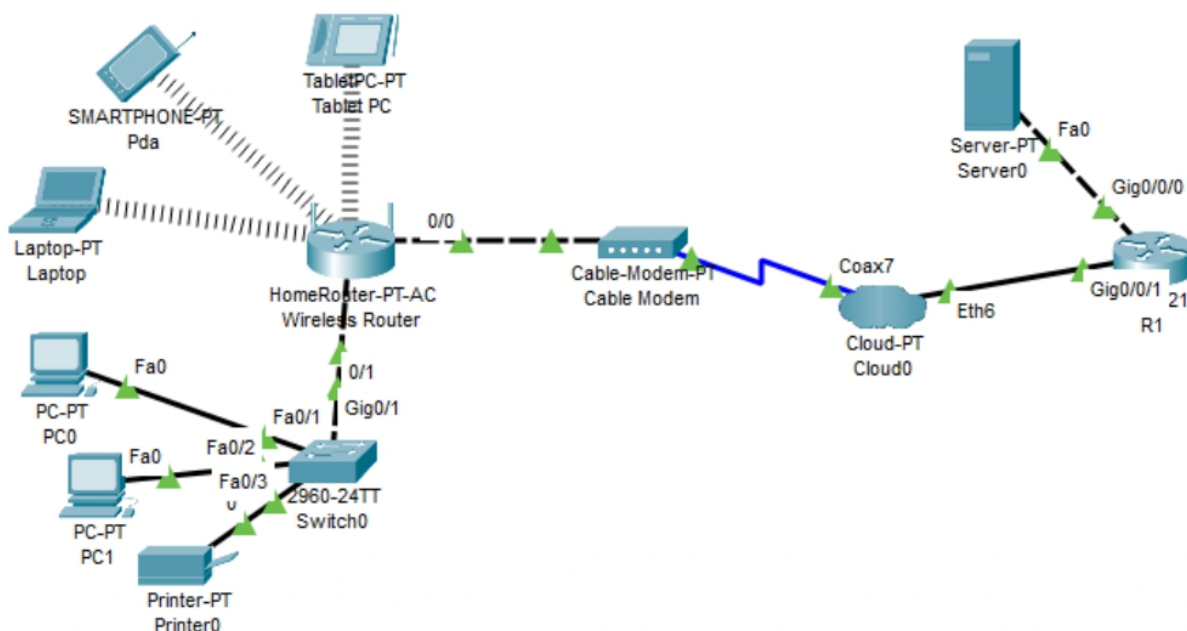 TabletPC-PT
Tablet PC
SMARTPHONE-PT
Pda
Server-PT
Server0
Fa0
Gig0/0/0
Laptop-PT
Laptop
0/0
HomeRouter-PT-AC
Wireless Router
Cable-Modem-PT
Cable Modem
Coax7
Eth6
Cloud-PT
Cloud0
Gig0/0/1
21
R1
Fa0
PC-PT
PC0
0/1
Gig0/1
Fa0/1
Fa0/2
Fa0/3
Fa0
PC-PT
PC1
2960-24TT
Switch0
Printer-PT
Printer0